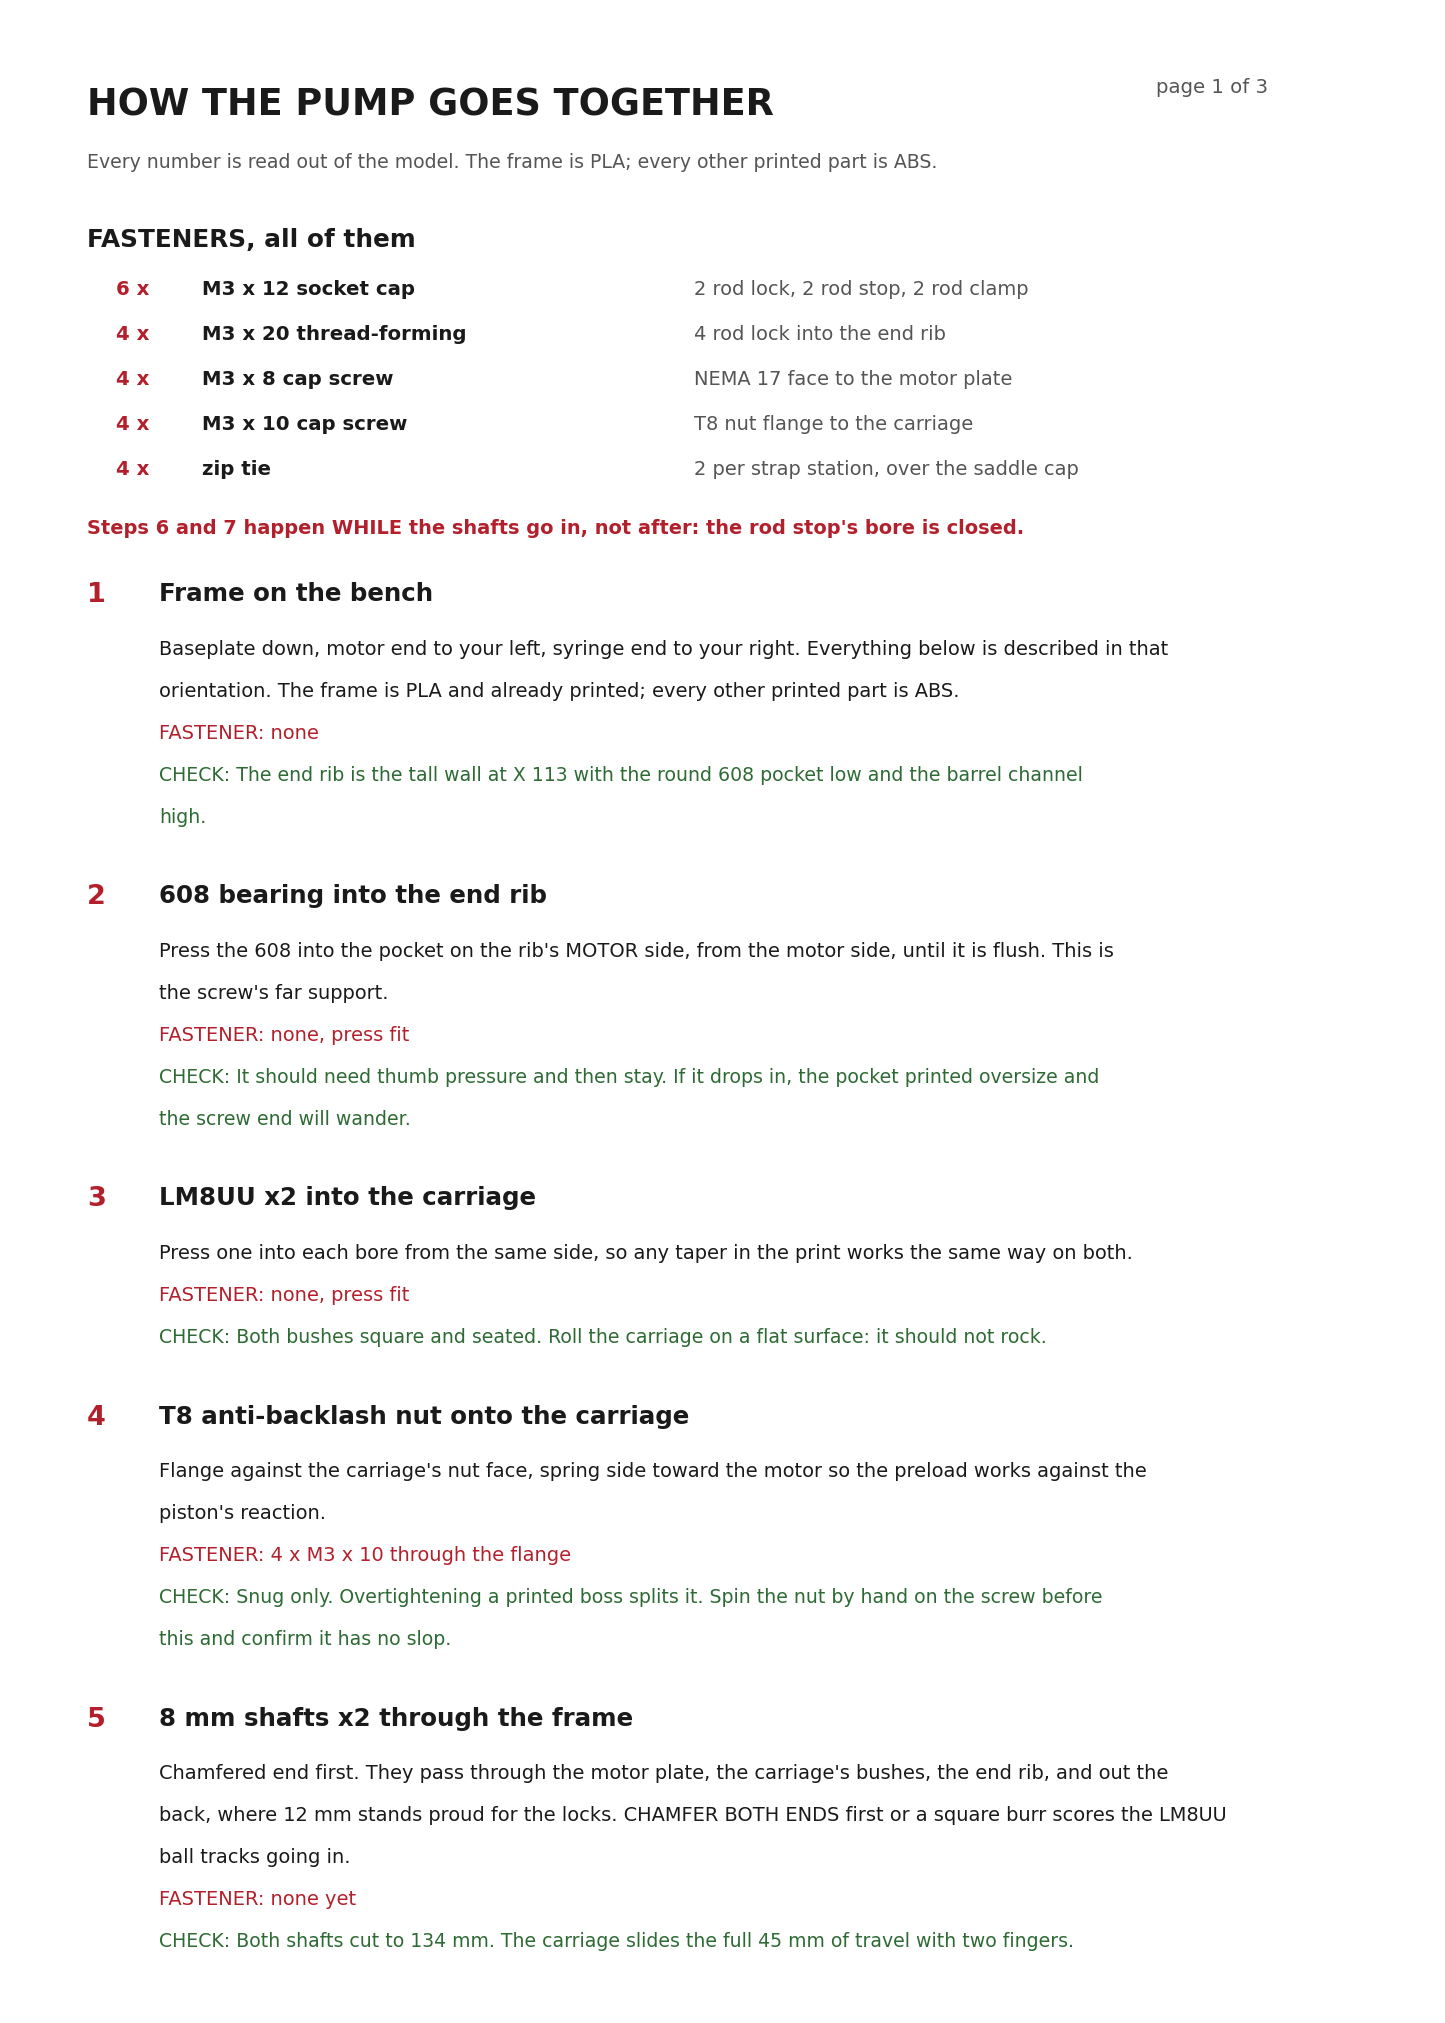 HOW THE PUMP GOES TOGETHER
page 1 of 3
Every number is read out of the model. The frame is PLA; every other printed part is ABS.
FASTENERS, all of them
6 x M3 x 12 socket cap 2 rod lock, 2 rod stop, 2 rod clamp
4 x M3 x 20 thread-forming 4 rod lock into the end rib
4 x M3 x 8 cap screw NEMA 17 face to the motor plate
4 x M3 x 10 cap screw T8 nut flange to the carriage
4 x zip tie 2 per strap station, over the saddle cap
Steps 6 and 7 happen WHILE the shafts go in, not after: the rod stop's bore is closed.
1 Frame on the bench
Baseplate down, motor end to your left, syringe end to your right. Everything below is described in that
orientation. The frame is PLA and already printed; every other printed part is ABS.
FASTENER: none
CHECK: The end rib is the tall wall at X 113 with the round 608 pocket low and the barrel channel
high.
2 608 bearing into the end rib
Press the 608 into the pocket on the rib's MOTOR side, from the motor side, until it is flush. This is
the screw's far support.
FASTENER: none, press fit
CHECK: It should need thumb pressure and then stay. If it drops in, the pocket printed oversize and
the screw end will wander.
3 LM8UU x2 into the carriage
Press one into each bore from the same side, so any taper in the print works the same way on both.
FASTENER: none, press fit
CHECK: Both bushes square and seated. Roll the carriage on a flat surface: it should not rock.
4 T8 anti-backlash nut onto the carriage
Flange against the carriage's nut face, spring side toward the motor so the preload works against the
piston's reaction.
FASTENER: 4 x M3 x 10 through the flange
CHECK: Snug only. Overtightening a printed boss splits it. Spin the nut by hand on the screw before
this and confirm it has no slop.
5 8 mm shafts x2 through the frame
Chamfered end first. They pass through the motor plate, the carriage's bushes, the end rib, and out the
back, where 12 mm stands proud for the locks. CHAMFER BOTH ENDS first or a square burr scores the LM8UU
ball tracks going in.
FASTENER: none yet
CHECK: Both shafts cut to 134 mm. The carriage slides the full 45 mm of travel with two fingers.